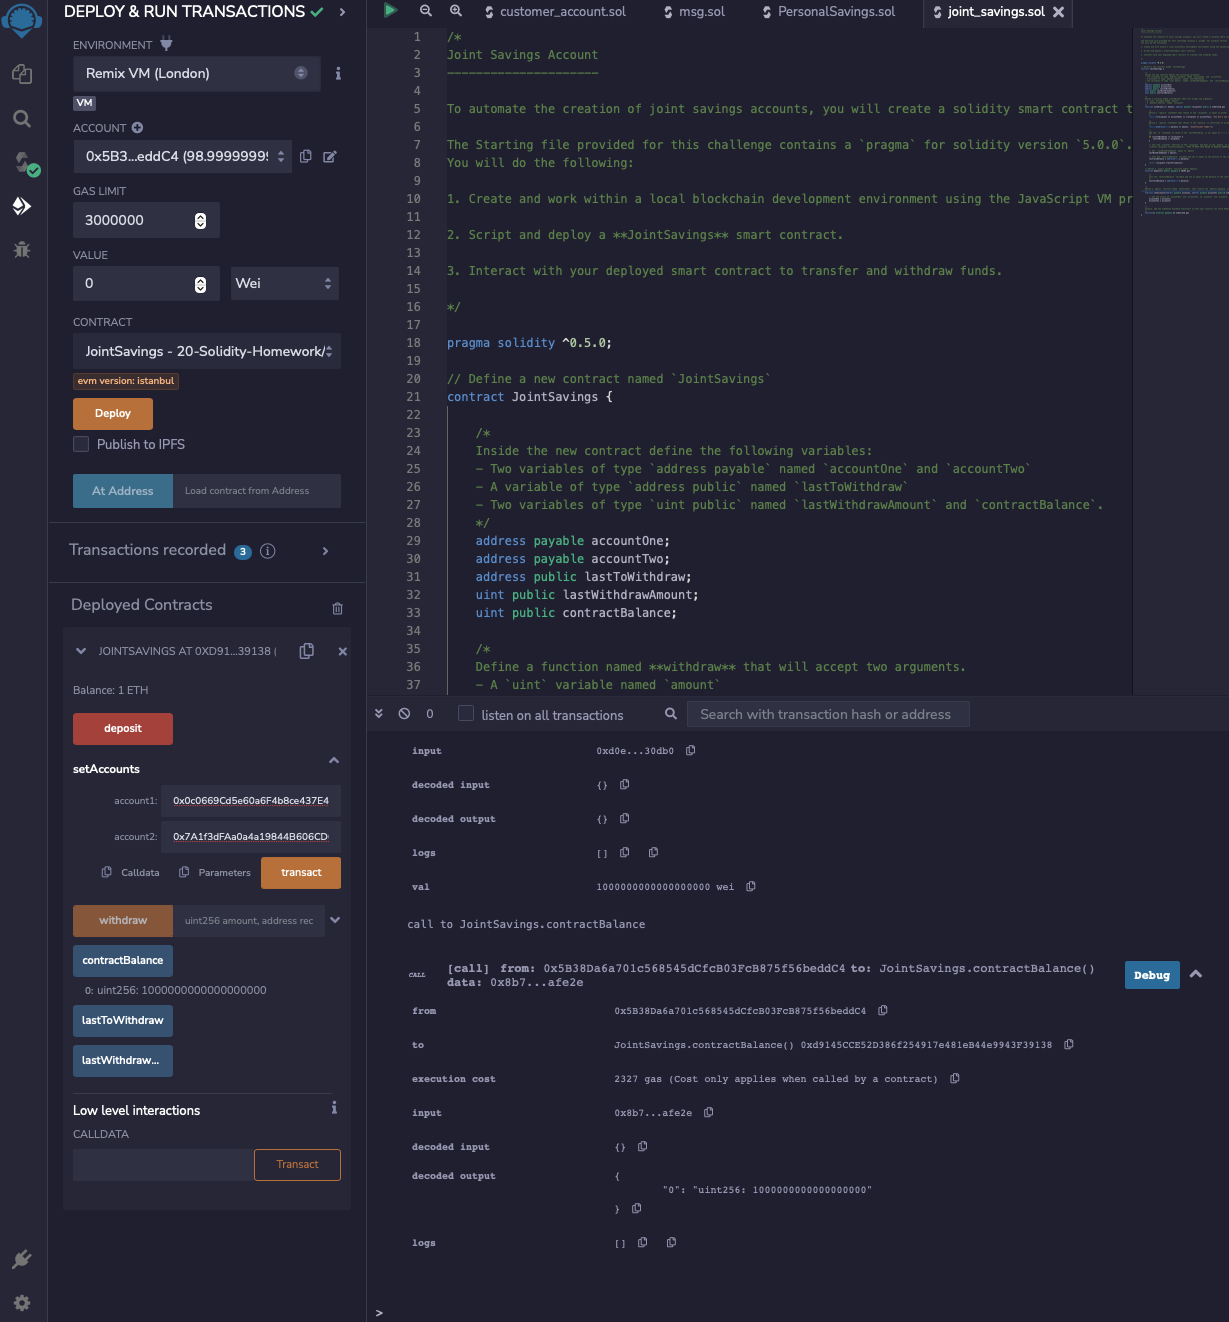 DEPLOY & RUN TRANSACTIONS
ENVIRONMENT
Remix VM (London)
VM
ACCOUNT
0x5B3...eddC4 (98.99999999
GAS LIMIT
3000000
VALUE
0
Wei
CONTRACT
JointSavings - 20-Solidity-Homework/
evm version: istanbul
Deploy
Publish to IPFS
At Address
Load contract from Address
Transactions recorded 3 i
Deployed Contracts
JOINTSAVINGS AT 0XD91...39138 (
Balance: 1 ETH
deposit
setAccounts
account1: 0x0c0669Cd5e60a6F4b8ce437E4
account2: 0x7A1f3dFAa0a4a19844B606CD
Calldata Parameters transact
withdraw uint256 amount, address rec
contractBalance
0: uint256: 1000000000000000000
lastToWithdraw
lastWithdraw...
Low level interactions
CALLDATA
Transact
customer_account.sol msg.sol PersonalSavings.sol joint_savings.sol
1 /*
2 Joint Savings Account
3 ---------------------
4
5 To automate the creation of joint savings accounts, you will create a solidity smart contract t
6
7 The Starting file provided for this challenge contains a `pragma` for solidity version `5.0.0`.
8 You will do the following:
9
10 1. Create and work within a local blockchain development environment using the JavaScript VM pr
11
12 2. Script and deploy a **JointSavings** smart contract.
13
14 3. Interact with your deployed smart contract to transfer and withdraw funds.
15
16 */
17
18 pragma solidity ^0.5.0;
19
20 // Define a new contract named `JointSavings`
21 contract JointSavings {
22
23 /*
24 Inside the new contract define the following variables:
25 - Two variables of type `address payable` named `accountOne` and `accountTwo`
26 - A variable of type `address public` named `lastToWithdraw`
27 - Two variables of type `uint public` named `lastWithdrawAmount` and `contractBalance`.
28 */
29 address payable accountOne;
30 address payable accountTwo;
31 address public lastToWithdraw;
32 uint public lastWithdrawAmount;
33 uint public contractBalance;
34
35 /*
36 Define a function named **withdraw** that will accept two arguments.
37 - A `uint` variable named `amount`
0 listen on all transactions Search with transaction hash or address
input 0xd0e...30db0
decoded input {}
decoded output {}
logs []
val 1000000000000000000 wei
call to JointSavings.contractBalance
CALL [call] from: 0x5B38Da6a701c568545dCfcB03FcB875f56beddC4 to: JointSavings.contractBalance()
data: 0x8b7...afe2e
Debug
from 0x5B38Da6a701c568545dCfcB03FcB875f56beddC4
to JointSavings.contractBalance() 0xd9145CCE52D386f254917e481eB44e9943F39138
execution cost 2327 gas (Cost only applies when called by a contract)
input 0x8b7...afe2e
decoded input {}
decoded output {
"0": "uint256: 1000000000000000000"
}
logs []
>